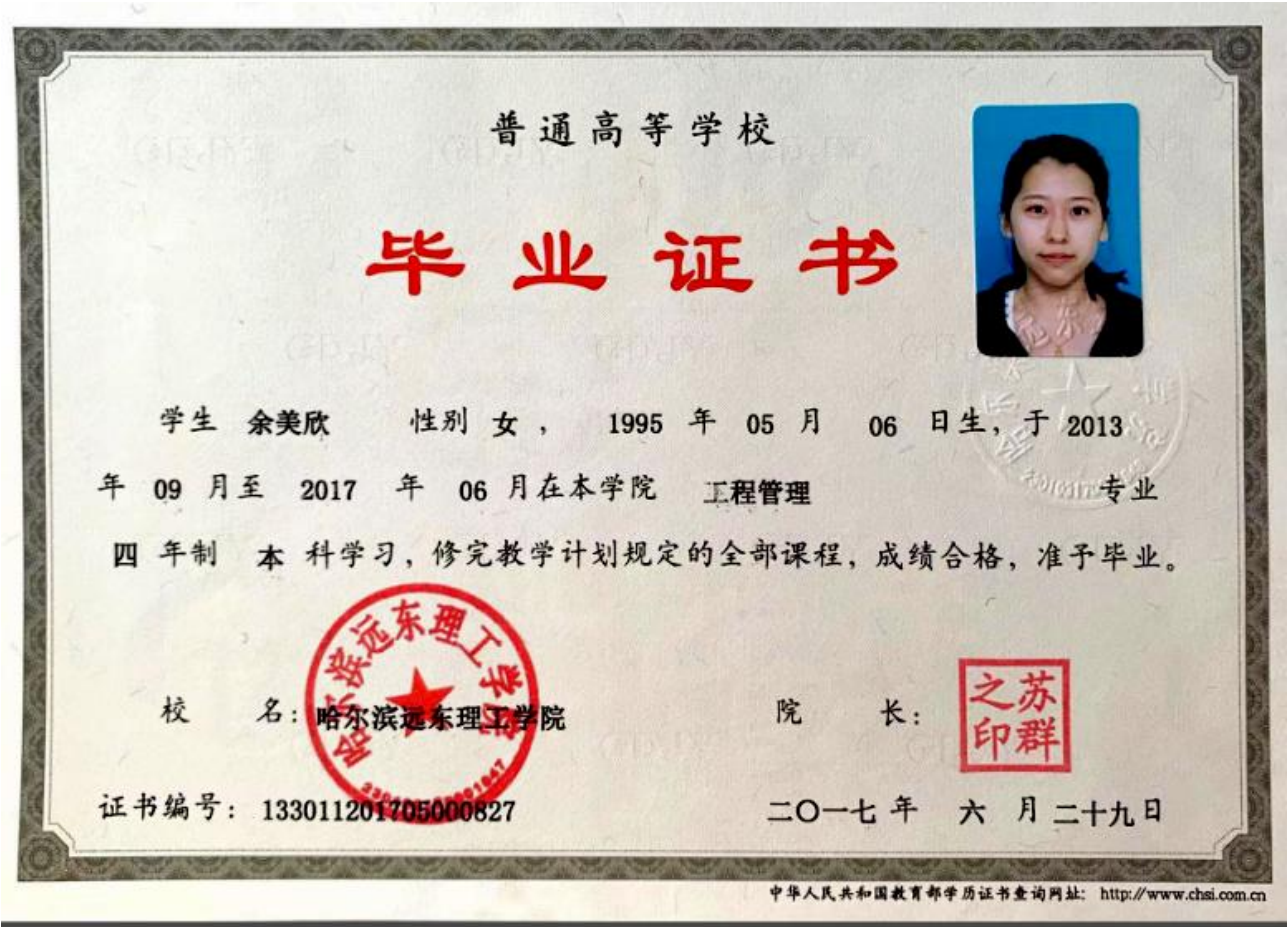 普通高等学校
毕业证书
学生 余美欣 性别 女 , 1995 年 05 月 06 日生，于 2013
年 09 月至 2017 年 06 月在本学院 工程管理 专业
四 年制 本 科学习，修完教学计划规定的全部课程，成绩合格，准予毕业。
哈尔滨远东理工学院
校 名：哈尔滨远东理工学院 院 长：
苏群之印
证书编号：133011201705000827 二〇一七 年 六 月 二十九日
中华人民共和国教育部学历证书查询网址: http://www.chsi.com.cn